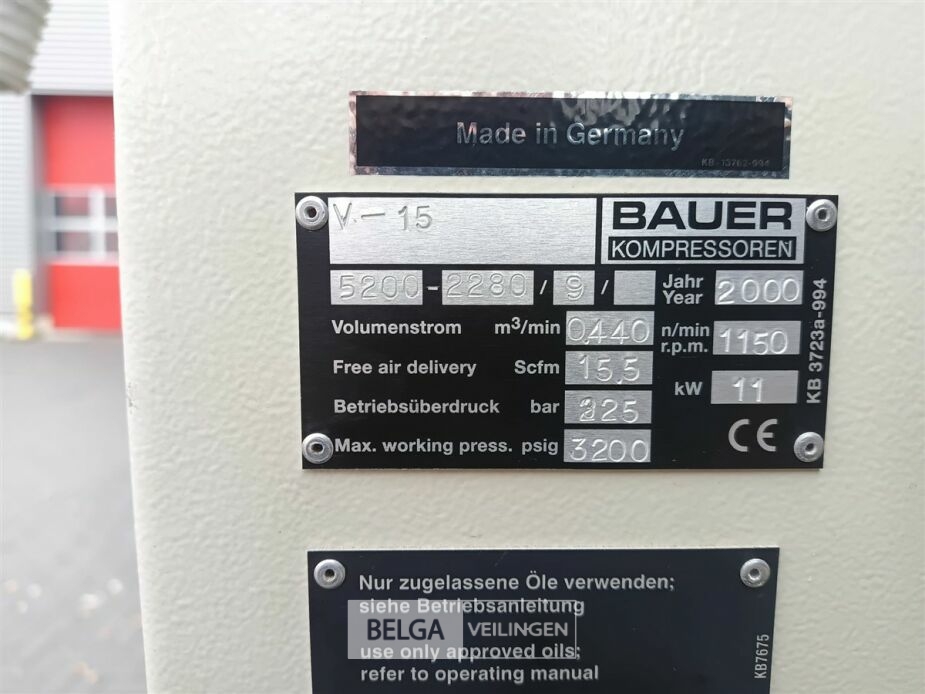 Made in Germany
KB-13762-994
V.-15
BAUER
KOMPRESSOREN
5200-2280/9/
Jahr
Year
2000
Volumenstrom m³/min 0.440
n/min
r.p.m.
1150
Free air delivery Scfm 15.5
kW 11
Betriebsüberdruck bar 225
Max. working press. psig 3200
CE
KB 3723a-994
Nur zugelassene Öle verwenden;
siehe Betriebsanleitung
BELGA VEILINGEN
use only approved oils;
refer to operating manual
KB7675